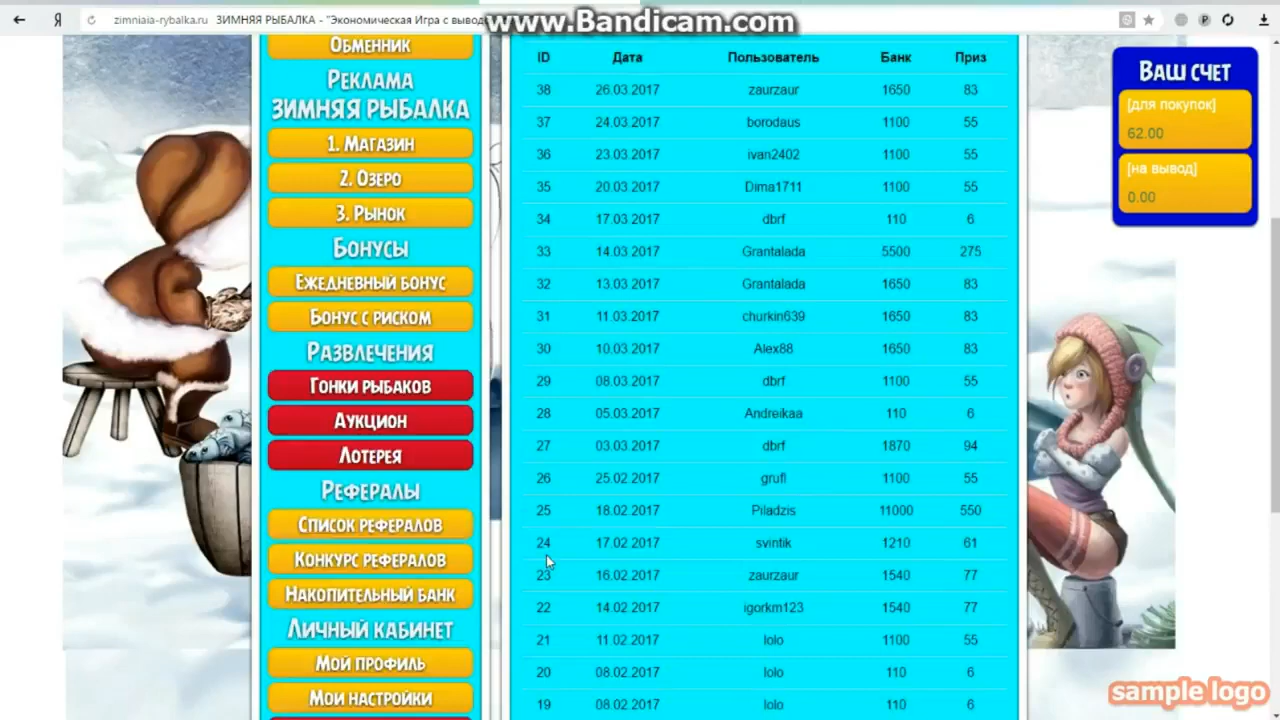 zimniaia-rybalka.ru ЗИМНЯЯ РЫБАЛКА - "Экономическая Игра с выводо
www.Bandicam.com
Обменник
Реклама
ЗИМНЯЯ РЫБАЛКА
1. Магазин
2. Озеро
3. Рынок
Бонусы
Ежедневный бонус
Бонус с риском
Развлечения
Гонки рыбаков
Аукцион
Лотерея
Рефералы
Список рефералов
Конкурс рефералов
Накопительный банк
Личный кабинет
Мой профиль
Мои настройки
ID Дата Пользователь Банк Приз
38 26.03.2017 zaurzaur 1650 83
37 24.03.2017 borodaus 1100 55
36 23.03.2017 ivan2402 1100 55
35 20.03.2017 Dima1711 1100 55
34 17.03.2017 dbrf 110 6
33 14.03.2017 Grantalada 5500 275
32 13.03.2017 Grantalada 1650 83
31 11.03.2017 churkin639 1650 83
30 10.03.2017 Alex88 1650 83
29 08.03.2017 dbrf 1100 55
28 05.03.2017 Andreikaa 110 6
27 03.03.2017 dbrf 1870 94
26 25.02.2017 grufl 1100 55
25 18.02.2017 Piladzis 11000 550
24 17.02.2017 svintik 1210 61
23 16.02.2017 zaurzaur 1540 77
22 14.02.2017 igorkm123 1540 77
21 11.02.2017 lolo 1100 55
20 08.02.2017 lolo 110 6
19 08.02.2017 lolo 110 6
Ваш счет
[для покупок]
62.00
[на вывод]
0.00
sample logo